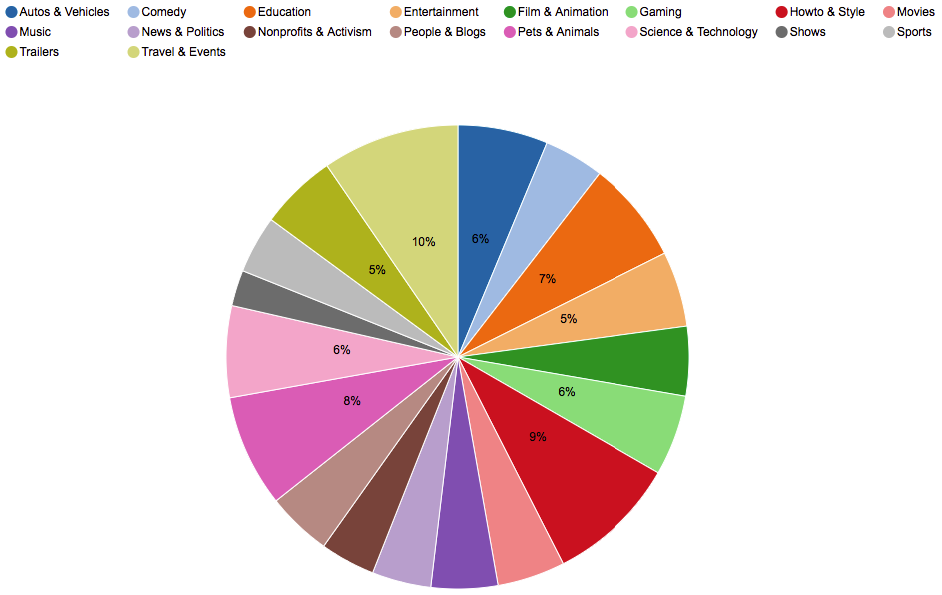 Autos & Vehicles Comedy Education Entertainment Film & Animation Gaming Howto & Style Movies
Music News & Politics Nonprofits & Activism People & Blogs Pets & Animals Science & Technology Shows Sports
Trailers Travel & Events
10% 6%
5% 7%
5%
6% 6%
8% 9%